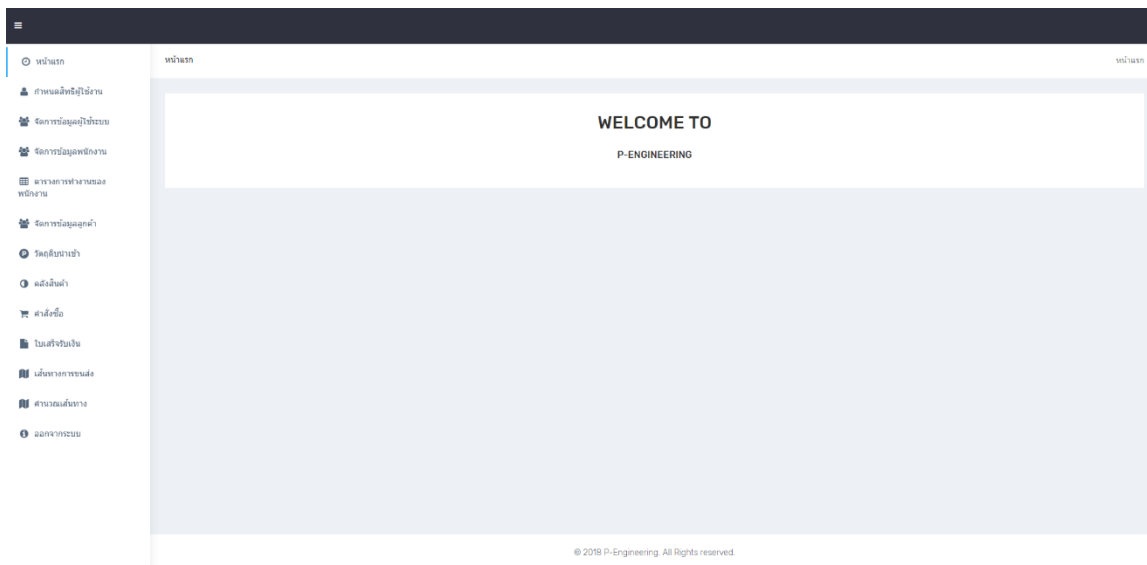 หน้าแรก
กำหนดสิทธิผู้ใช้งาน
จัดการข้อมูลผู้ใช้ระบบ
จัดการข้อมูลพนักงาน
ตารางการทำงานของ
พนักงาน
จัดการข้อมูลลูกค้า
วัตถุดิบนำเข้า
คลังสินค้า
คำสั่งซื้อ
ใบเสร็จรับเงิน
เส้นทางการขนส่ง
คำนวณเส้นทาง
ออกจากระบบ
หน้าแรก
หน้าแรก
WELCOME TO
P-ENGINEERING
© 2018 P-Engineering. All Rights reserved.